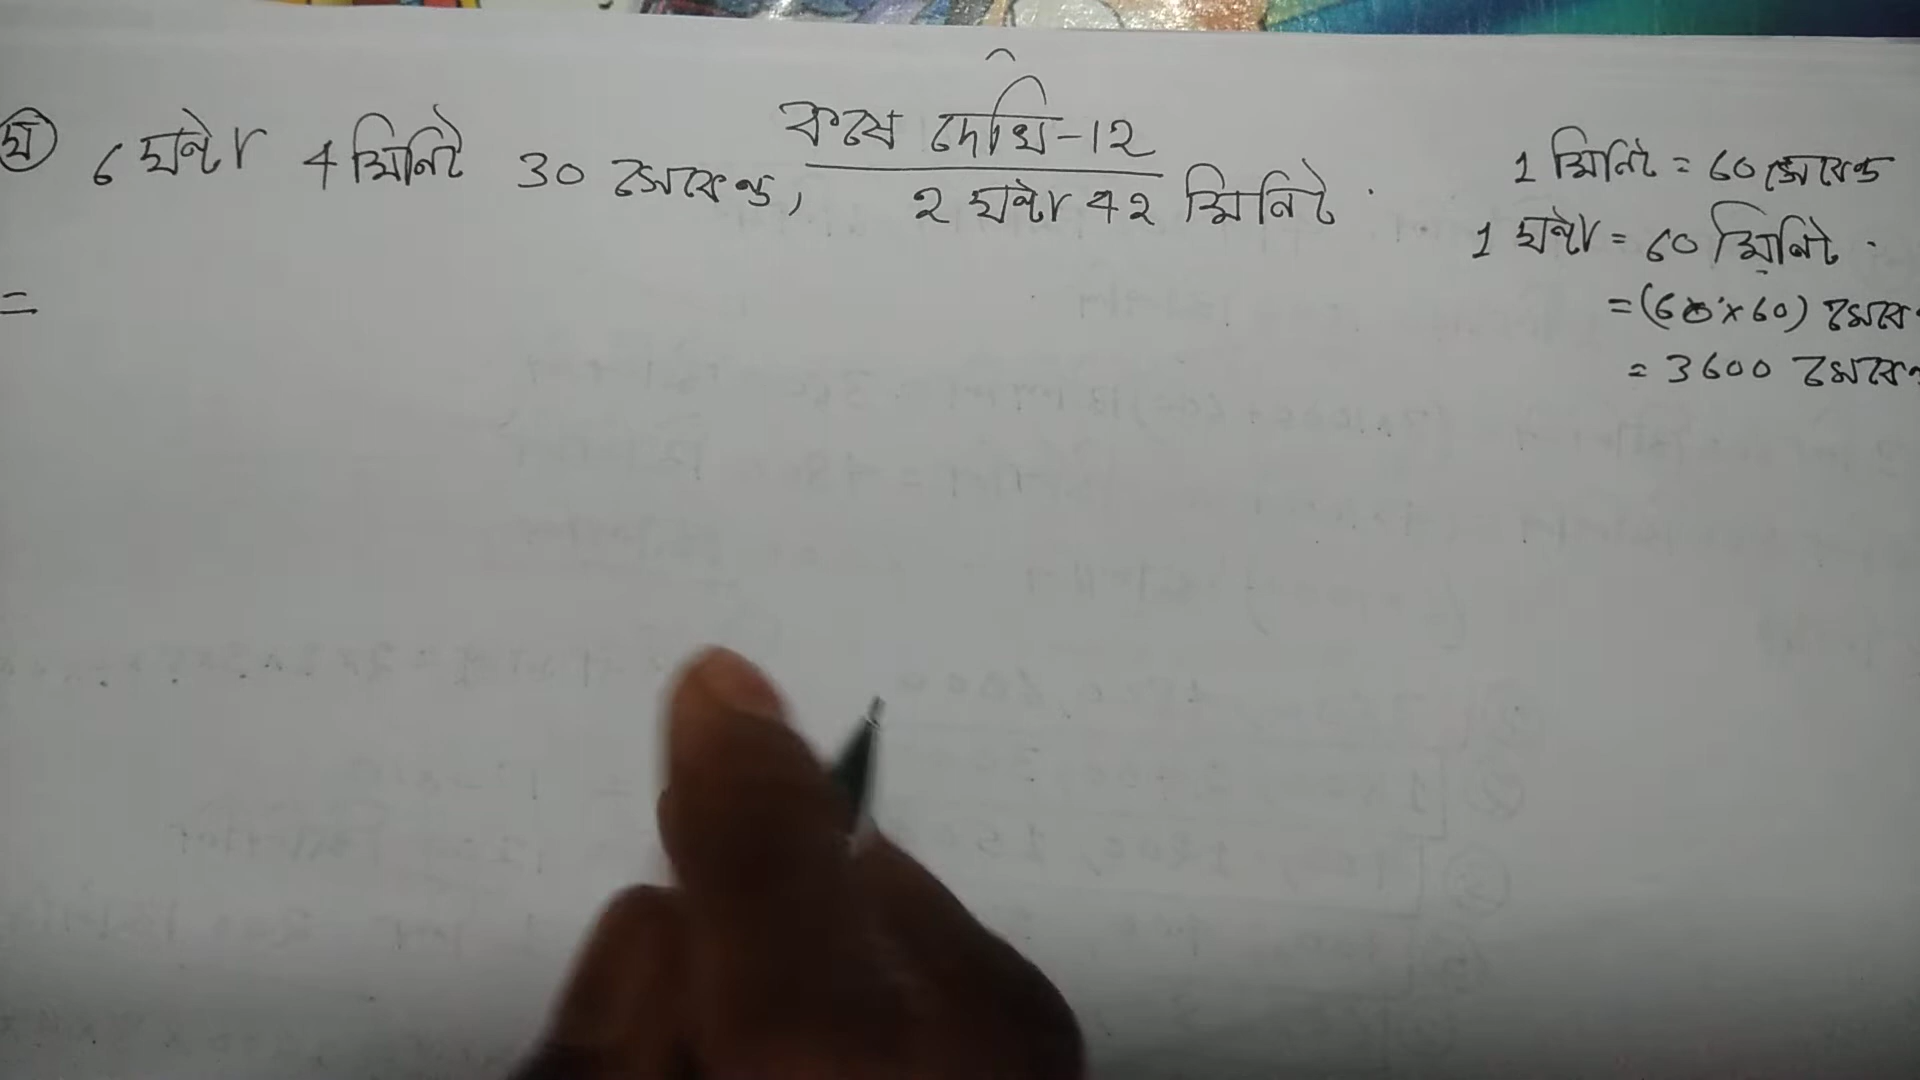 কষে দেখি-12
ঘ 6 ঘন্টা 4 মিনিট 30 সেকেন্ড, 2 ঘন্টা 42 মিনিট.
=
1 মিনিট = 60 সেকেন্ড
1 ঘন্টা = 60 মিনিট.
= (60 × 60) সেকে
= 3600 সেকেন্